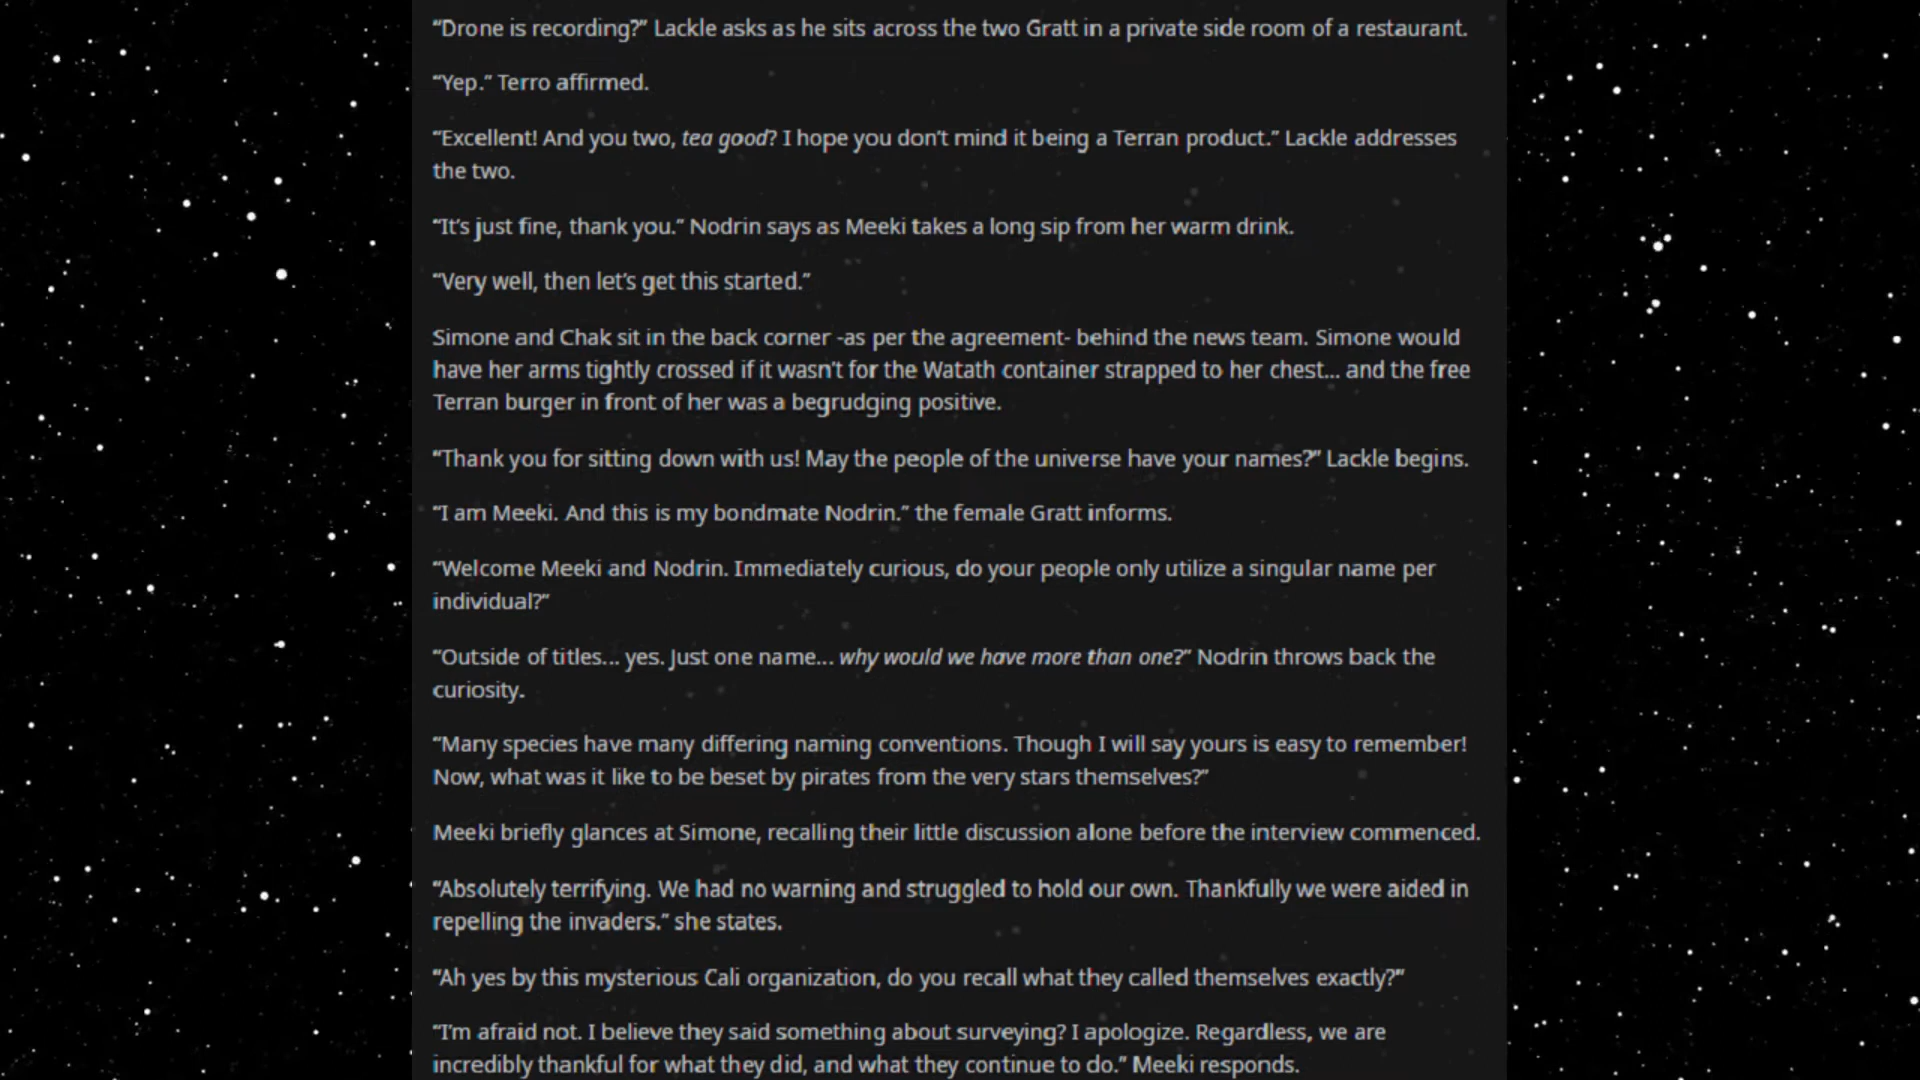 “Drone is recording?” Lackle asks as he sits across the two Gratt in a private side room of a restaurant.
“Yep.” Terro affirmed.
“Excellent! And you two, tea good? I hope you don’t mind it being a Terran product.” Lackle addresses
the two.
“It’s just fine, thank you.” Nodrin says as Meeki takes a long sip from her warm drink.
“Very well, then let’s get this started.”
Simone and Chak sit in the back corner -as per the agreement- behind the news team. Simone would
have her arms tightly crossed if it wasn’t for the Watath container strapped to her chest... and the free
Terran burger in front of her was a begrudging positive.
“Thank you for sitting down with us! May the people of the universe have your names?” Lackle begins.
“I am Meeki. And this is my bondmate Nodrin.” the female Gratt informs.
“Welcome Meeki and Nodrin. Immediately curious, do your people only utilize a singular name per
individual?”
“Outside of titles... yes. Just one name... why would we have more than one?” Nodrin throws back the
curiosity.
“Many species have many differing naming conventions. Though I will say yours is easy to remember!
Now, what was it like to be beset by pirates from the very stars themselves?”
Meeki briefly glances at Simone, recalling their little discussion alone before the interview commenced.
“Absolutely terrifying. We had no warning and struggled to hold our own. Thankfully we were aided in
repelling the invaders.” she states.
“Ah yes by this mysterious Cali organization, do you recall what they called themselves exactly?”
“I’m afraid not. I believe they said something about surveying? I apologize. Regardless, we are
incredibly thankful for what they did, and what they continue to do.” Meeki responds.